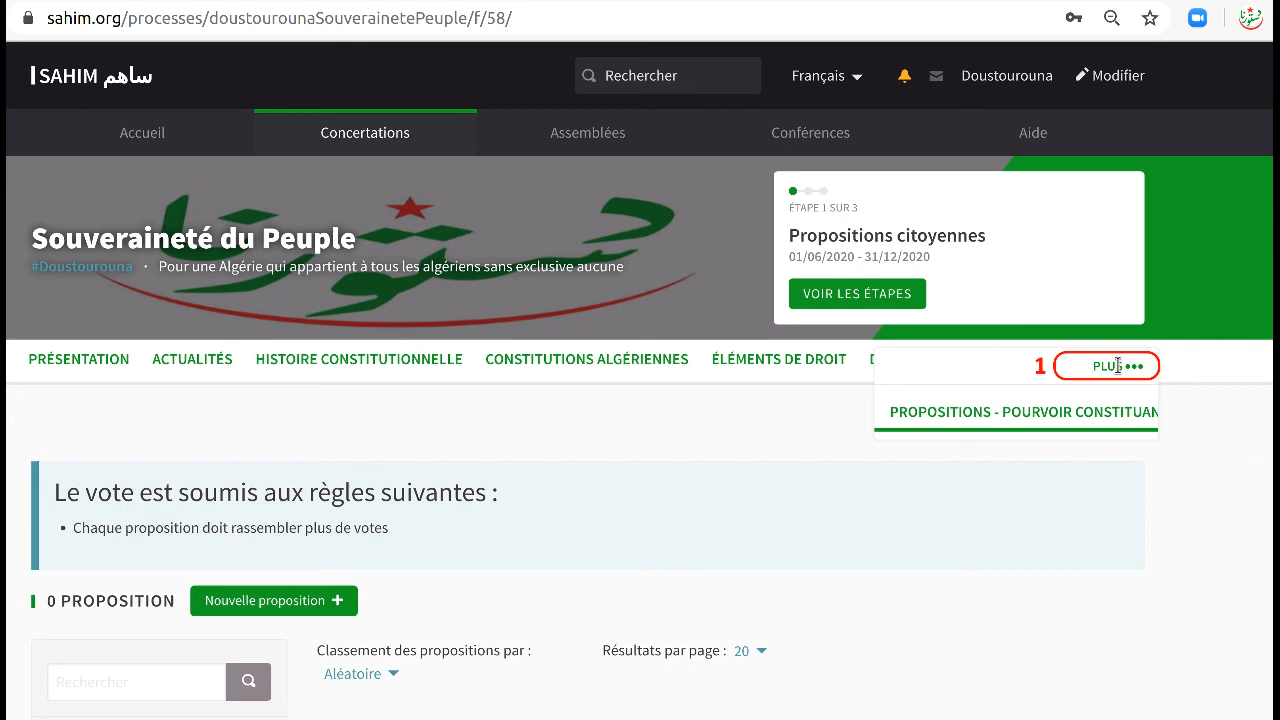 sahim.org/processes/doustourounaSouverainetePeuple/f/58/
SAHIM ساهم
Rechercher
Français
Doustourouna
Modifier
Accueil
Concertations
Assemblées
Conférences
Aide
دستورنا
Souveraineté du Peuple
#Doustourouna · Pour une Algérie qui appartient à tous les algériens sans exclusive aucune
ÉTAPE 1 SUR 3
Propositions citoyennes
01/06/2020 - 31/12/2020
VOIR LES ÉTAPES
PRÉSENTATION
ACTUALITÉS
HISTOIRE CONSTITUTIONNELLE
CONSTITUTIONS ALGÉRIENNES
ÉLÉMENTS DE DROIT
1
PLUS •••
PROPOSITIONS - POURVOIR CONSTITUAN
Le vote est soumis aux règles suivantes :
• Chaque proposition doit rassembler plus de votes
0 PROPOSITION
Nouvelle proposition +
Classement des propositions par :
Aléatoire
Résultats par page : 20
Rechercher